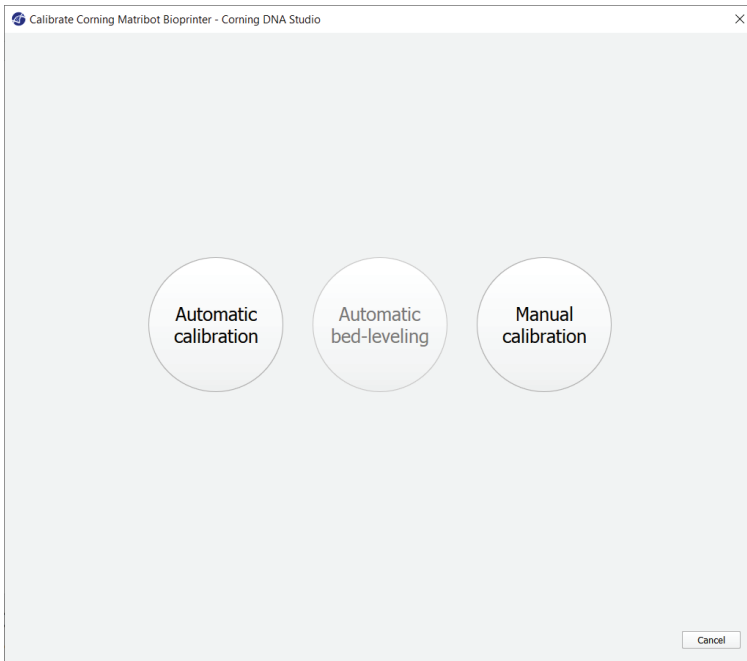 Calibrate Corning Matribot Bioprinter - Corning DNA Studio
Automatic
calibration
Automatic
bed-leveling
Manual
calibration
Cancel